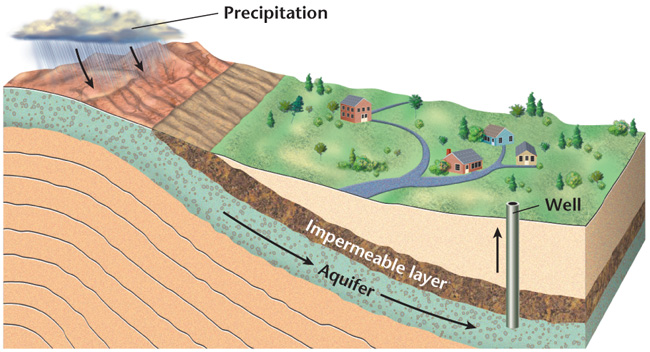 Precipitation
Well
Impermeable layer
Aquifer